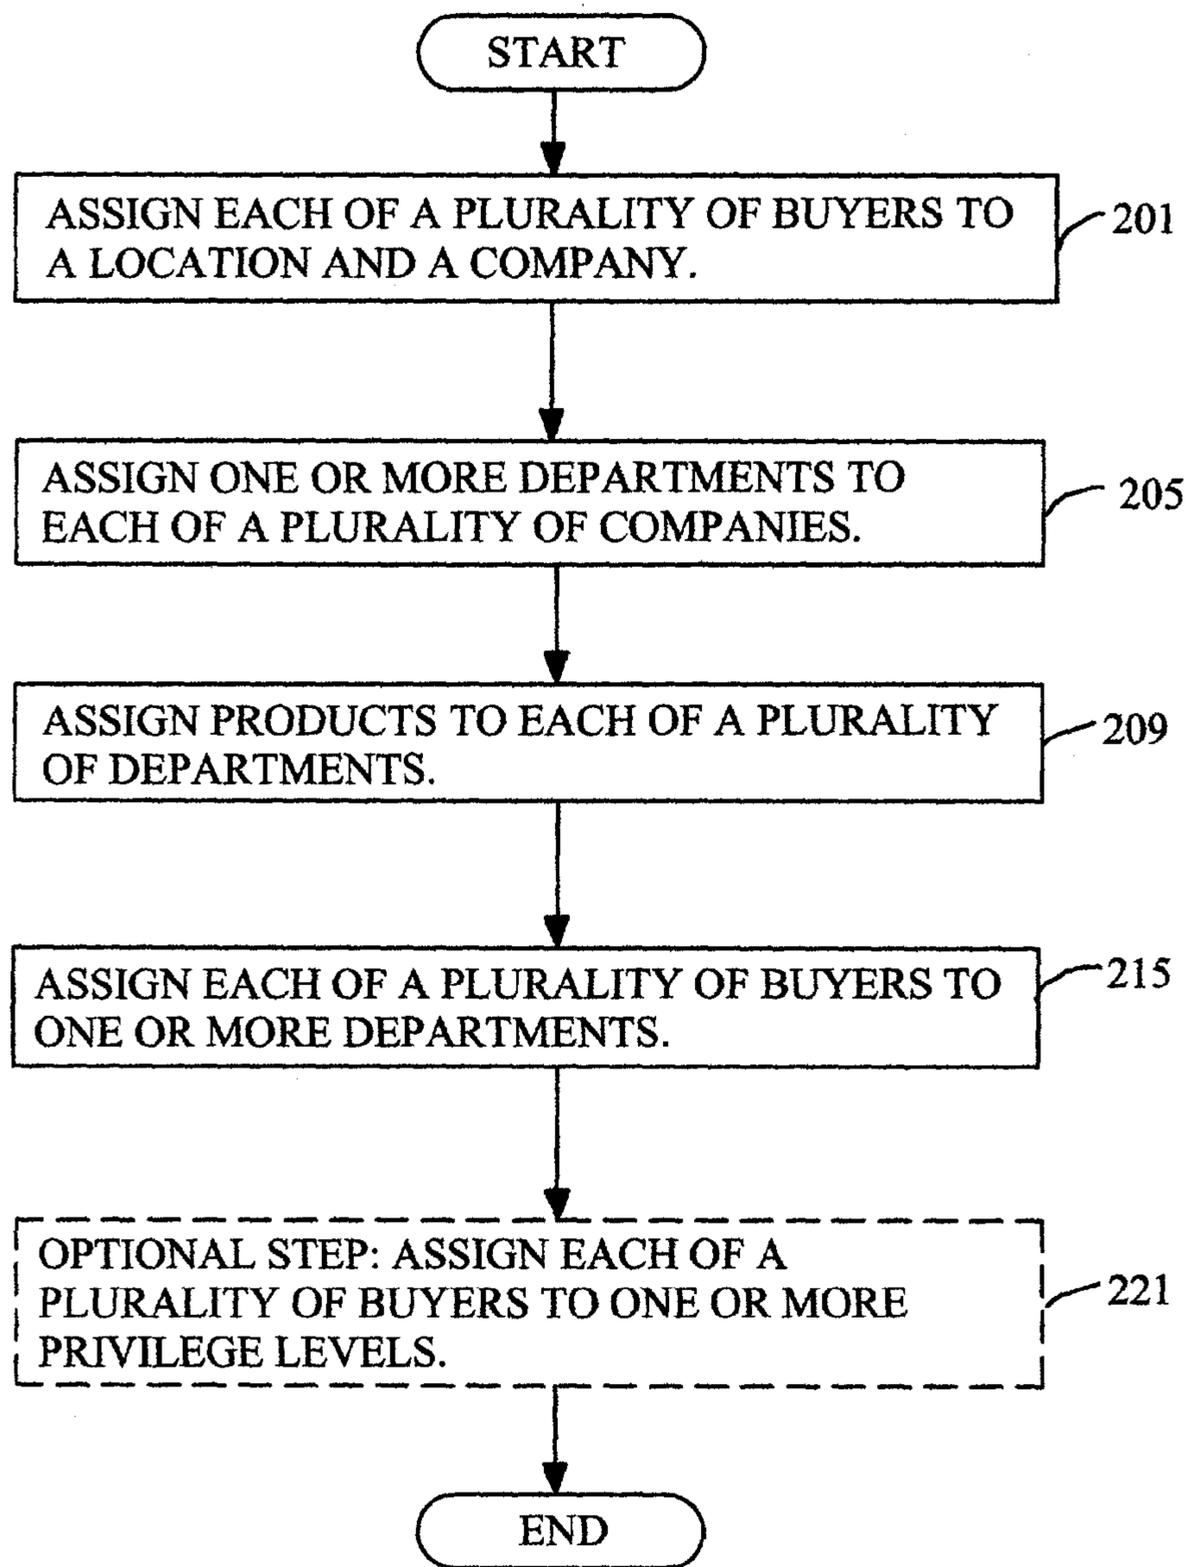 START
ASSIGN EACH OF A PLURALITY OF BUYERS TO
A LOCATION AND A COMPANY.
201
ASSIGN ONE OR MORE DEPARTMENTS TO
EACH OF A PLURALITY OF COMPANIES.
205
ASSIGN PRODUCTS TO EACH OF A PLURALITY
OF DEPARTMENTS.
209
ASSIGN EACH OF A PLURALITY OF BUYERS TO
ONE OR MORE DEPARTMENTS.
215
OPTIONAL STEP: ASSIGN EACH OF A
PLURALITY OF BUYERS TO ONE OR MORE
PRIVILEGE LEVELS.
221
END